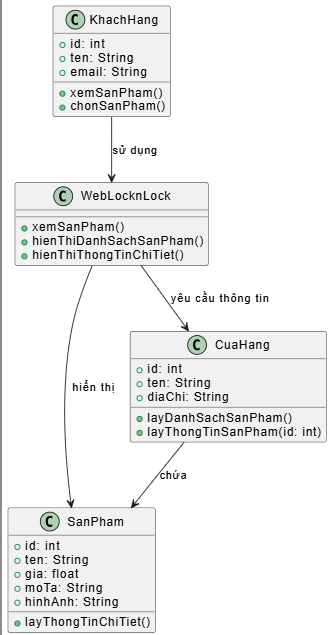 C KhachHang
id: int
ten: String
email: String
xemSanPham()
chonSanPham()
sử dụng
C WebLocknLock
xemSanPham()
hienThiDanhSachSanPham()
hienThiThongTinChiTiet()
yêu cầu thông tin
C CuaHang
id: int
ten: String
diaChi: String
layDanhSachSanPham()
layThongTinSanPham(id: int)
hiển thị
chứa
C SanPham
id: int
ten: String
gia: float
moTa: String
hinhAnh: String
layThongTinChiTiet()